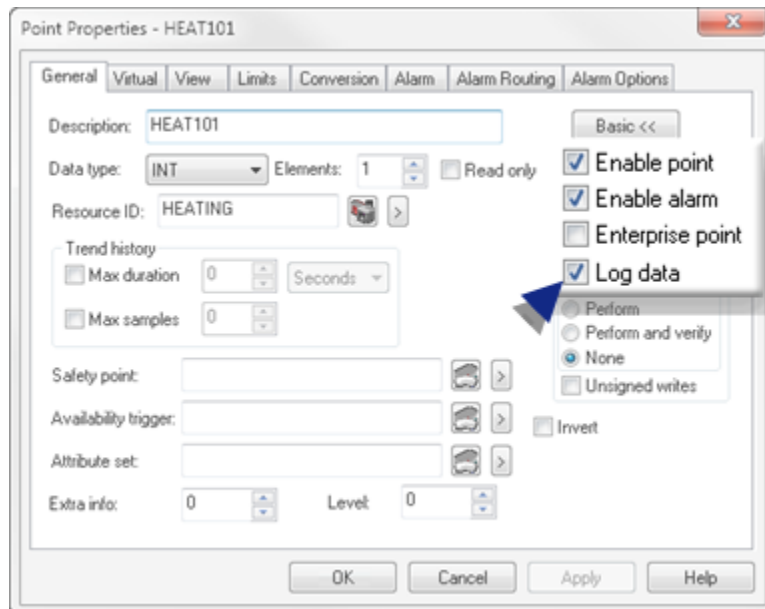 Point Properties - HEAT101
General Virtual View Limits Conversion Alarm Alarm Routing Alarm Options
Description: HEAT101 Basic <<
Data type: INT Elements: 1 Read only Enable point
Enable alarm
Resource ID: HEATING >
Enterprise point
Trend history
Max duration 0 Seconds Log data
Max samples 0 Perform
Perform and verify
None
Safety point: > Unsigned writes
Availability trigger: > Invert
Attribute set: >
Extra info: 0 Level: 0
OK Cancel Apply Help